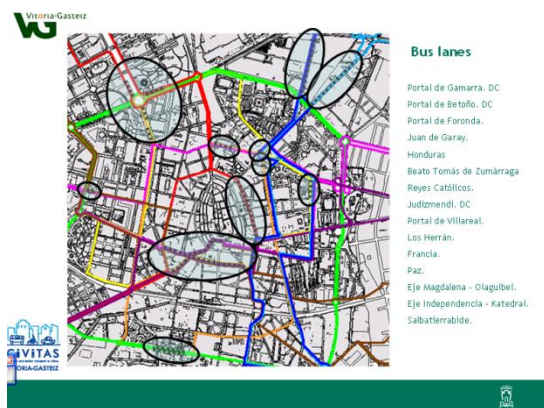 Vitoria-Gasteiz
VG
Bus lanes
Portal de Gamarra. DC
Portal de Betoño. DC
Portal de Foronda.
Juan de Garay.
Honduras
Beato Tomás de Zumárraga
Reyes Católicos.
Judizmendi. DC
Portal de Villareal.
Los Herrán.
Francia.
Paz.
Eje Magdalena - Olaguibel.
Eje Independencia - Katedral.
Salbatierrabide.
CIVITAS
VITORIA-GASTEIZ